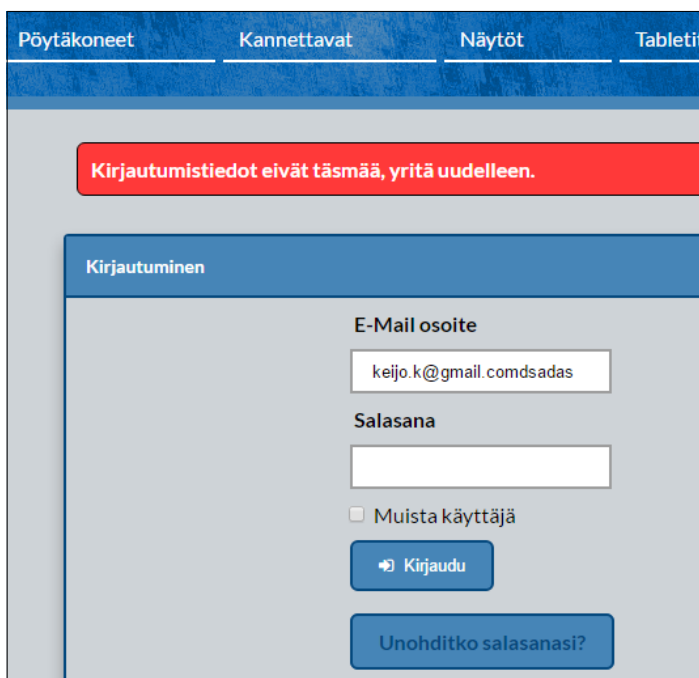 Pöytäkoneet Kannettavat Näytöt Tabletit
Kirjautumistiedot eivät täsmää, yritä uudelleen.
Kirjautuminen
E-Mail osoite
keijo.k@gmail.comdsadas
Salasana
Muista käyttäjä
Kirjaudu
Unohditko salasanasi?